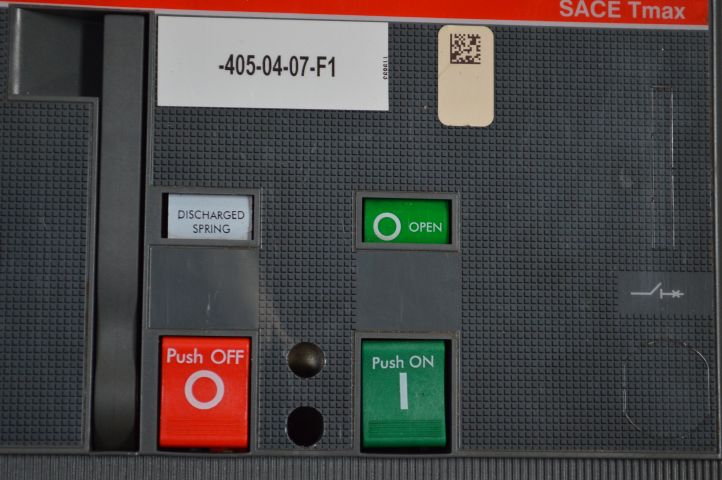 SACE Tmax
-405-04-07-F1
DISCHARGED
SPRING
O OPEN
Push OFF
O
Push ON
I